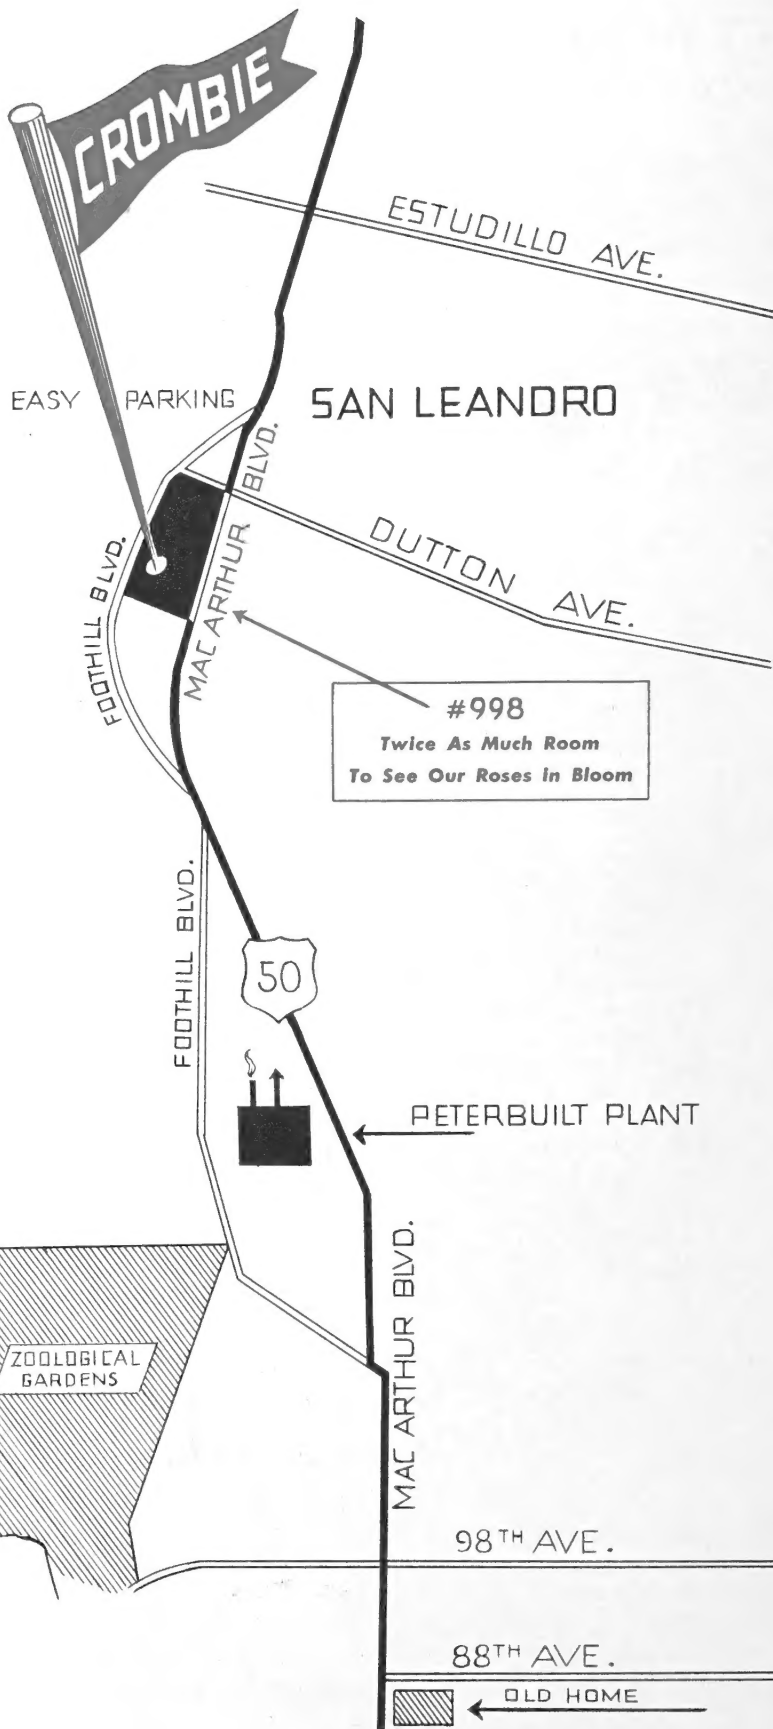 CROMBIE
ESTUDILLO AVE.
EASY PARKING
SAN LEANDRO
MAC ARTHUR BLVD.
FOOTHILL BLVD.
DUTTON AVE.
#998
Twice As Much Room
To See Our Roses in Bloom
FOOTHILL BLVD.
50
PETERBUILT PLANT
MAC ARTHUR BLVD.
ZOOLOGICAL
GARDENS
98TH AVE.
88TH AVE.
OLD HOME